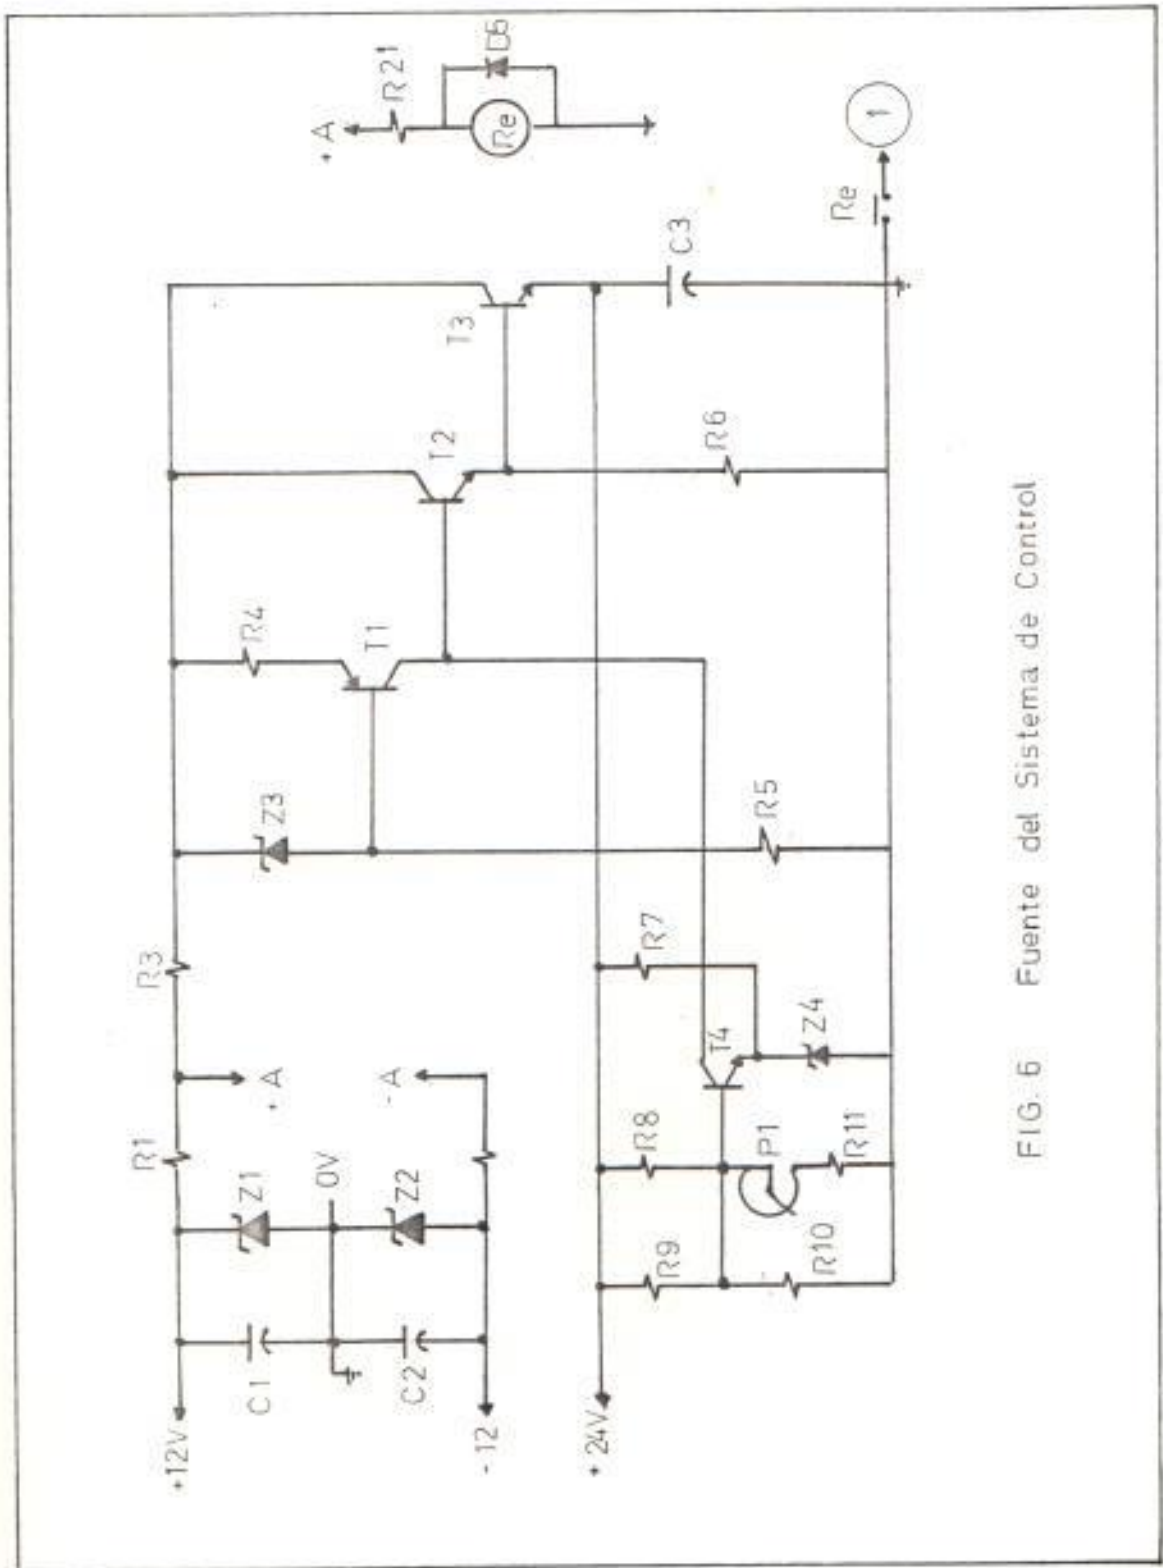 +12V
R1
R3
C1
Z1
0V
+A
C2
Z2
-A
-12
Z3
R4
T1
T2
T3
+A
R21
Re
D5
+24V
R9
R8
R7
T4
P1
R10
R11
Z4
R5
R6
C3
Re
1
FIG. 6 Fuente del Sistema de Control